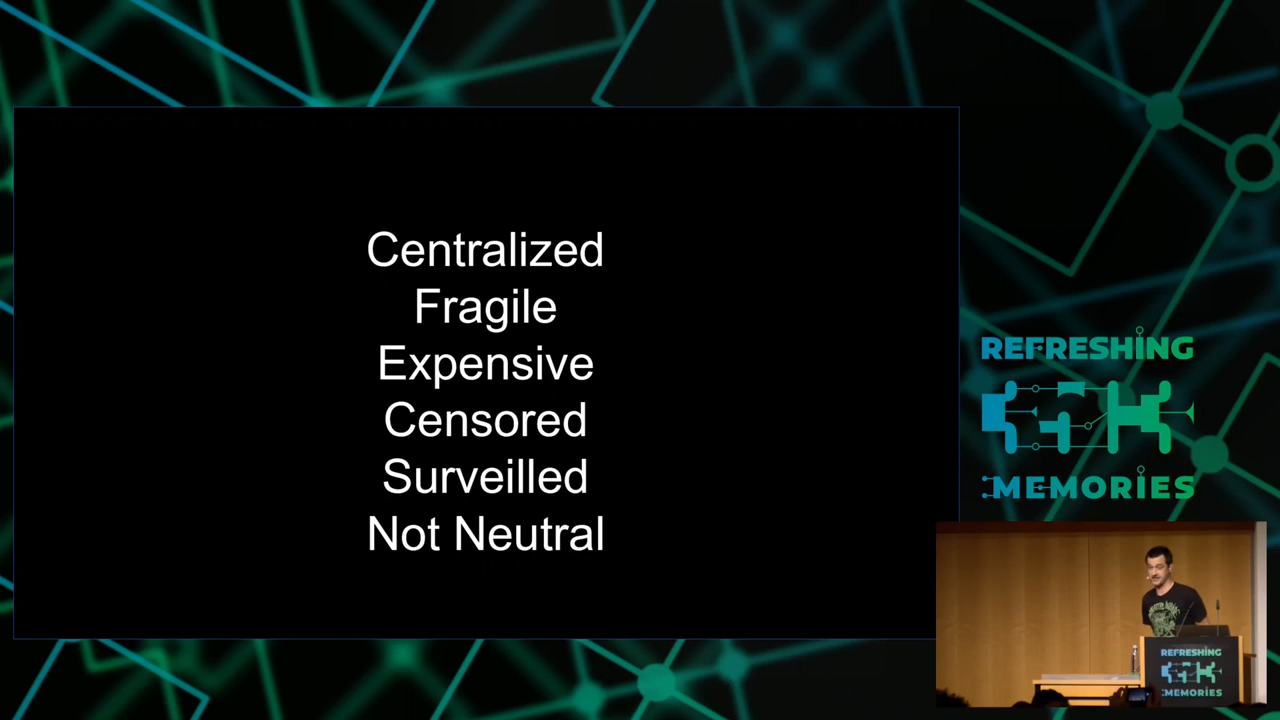 Centralized
Fragile
Expensive
Censored
Surveilled
Not Neutral
REFRESHING
MEMORIES
REFRESHING
MEMORIES